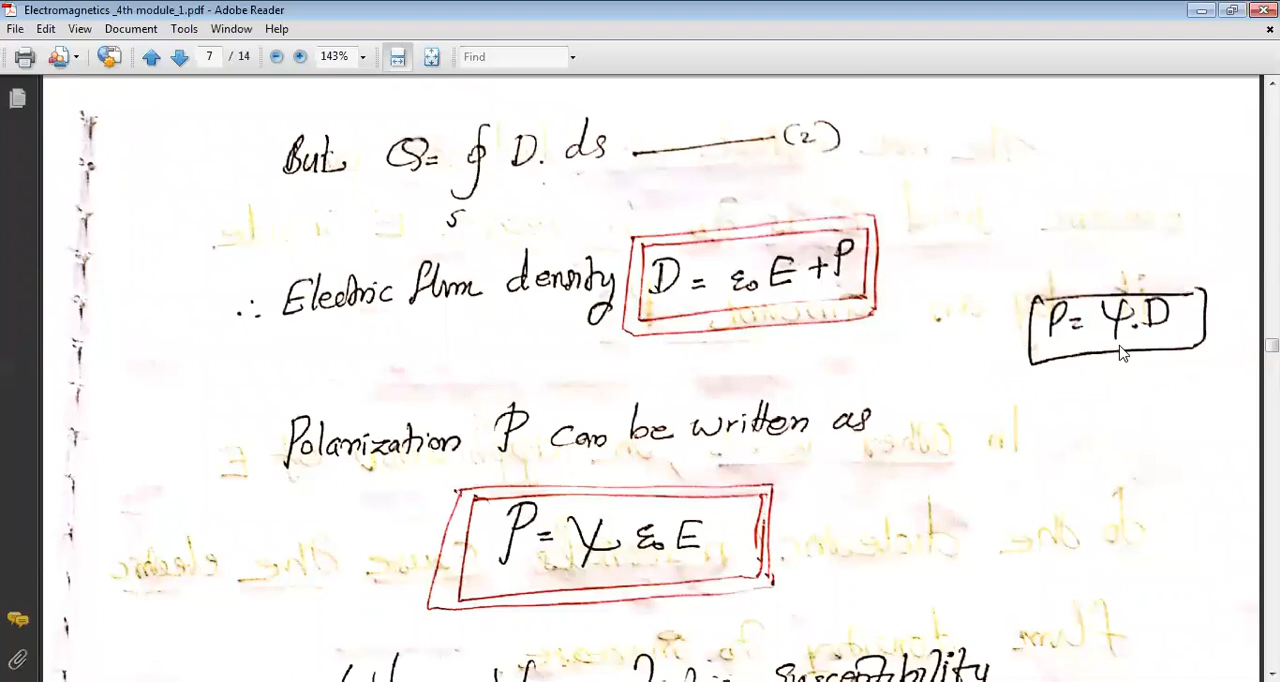 Electromagnetics _4th module_1.pdf - Adobe Reader
File Edit View Document Tools Window Help
7 / 14 143% Find
But Q = ∮ D. ds ——— (2)
S
∴ Electric flux density D = ε₀ E + P
P = ψ.D
Polarization P can be written as
P = ψ ε₀ E
susceptibility